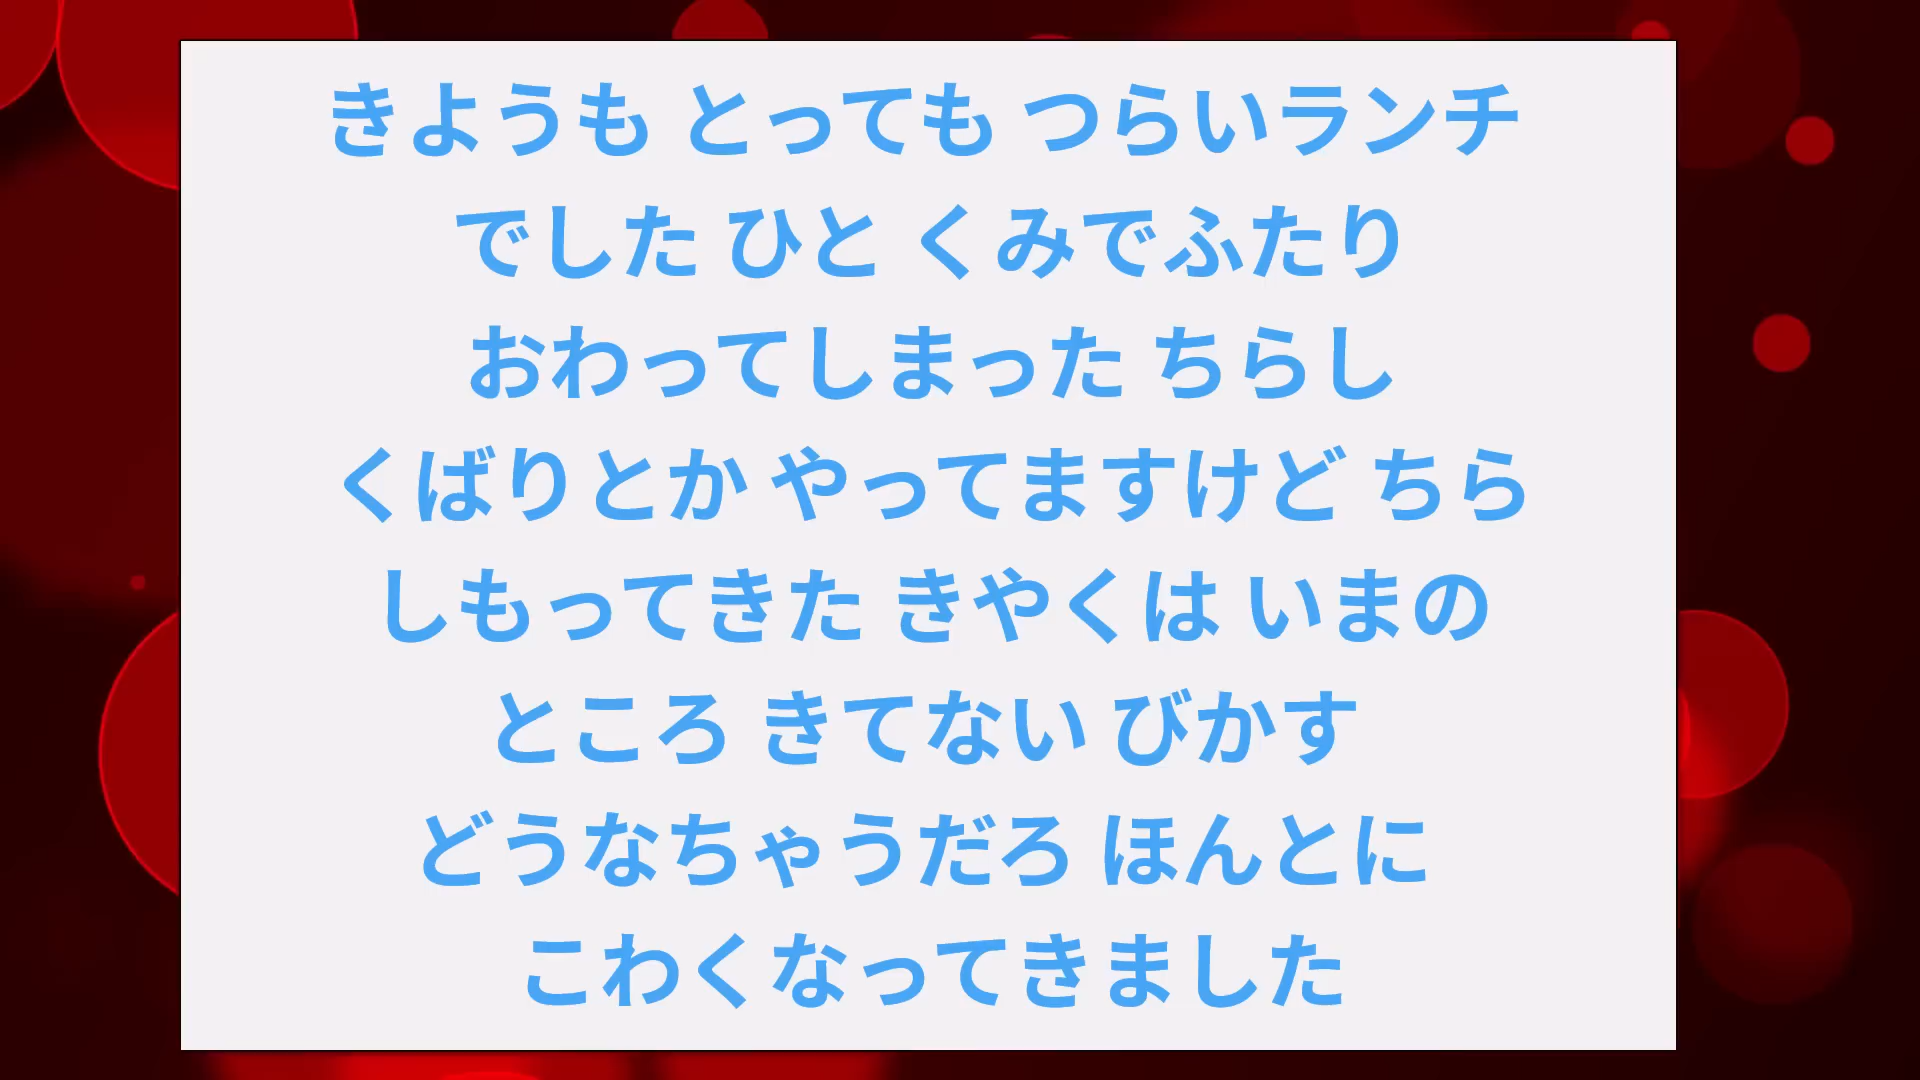 きようも とっても つらいランチ
でした ひと くみでふたり
おわってしまった ちらし
くばりとか やってますけど ちら
しもってきた きやくは いまの
ところ きてない びかす
どうなちゃうだろ ほんとに
こわくなってきました